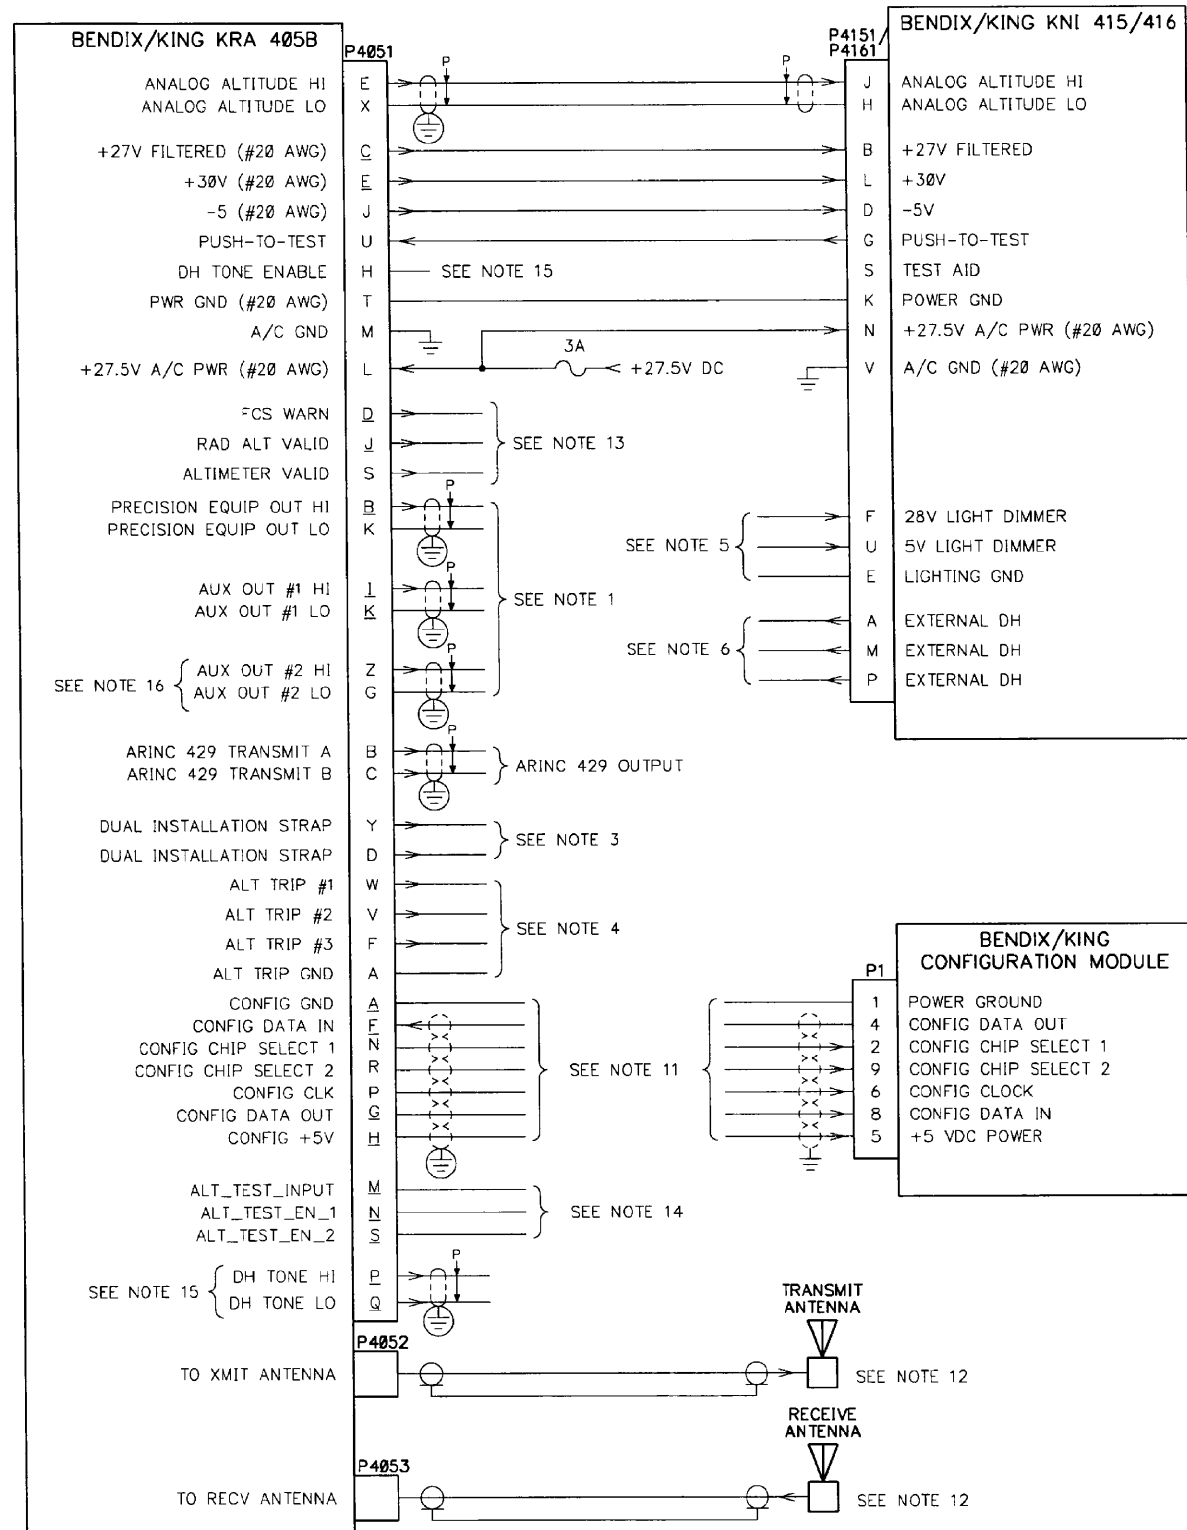 BENDIX/KING KRA 405B
P4051
ANALOG ALTITUDE HI E
ANALOG ALTITUDE LO X
+27V FILTERED (#20 AWG) C
+30V (#20 AWG) E
-5 (#20 AWG) J
PUSH-TO-TEST U
DH TONE ENABLE H SEE NOTE 15
PWR GND (#20 AWG) T
A/C GND M
+27.5V A/C PWR (#20 AWG) L
3A
+27.5V DC
FCS WARN D
RAD ALT VALID J
ALTIMETER VALID S
SEE NOTE 13
PRECISION EQUIP OUT HI B
PRECISION EQUIP OUT LO K
AUX OUT #1 HI I
AUX OUT #1 LO K
SEE NOTE 1
SEE NOTE 16
AUX OUT #2 HI Z
AUX OUT #2 LO G
ARINC 429 TRANSMIT A B
ARINC 429 TRANSMIT B C
ARINC 429 OUTPUT
DUAL INSTALLATION STRAP Y
DUAL INSTALLATION STRAP D
SEE NOTE 3
ALT TRIP #1 W
ALT TRIP #2 V
ALT TRIP #3 F
ALT TRIP GND A
SEE NOTE 4
CONFIG GND A
CONFIG DATA IN F
CONFIG CHIP SELECT 1 N
CONFIG CHIP SELECT 2 R
CONFIG CLK P
CONFIG DATA OUT G
CONFIG +5V H
SEE NOTE 11
ALT_TEST_INPUT M
ALT_TEST_EN_1 N
ALT_TEST_EN_2 S
SEE NOTE 14
SEE NOTE 15
DH TONE HI P
DH TONE LO Q
P
P
P
P
P
P
P
P4052
TO XMIT ANTENNA
TRANSMIT
ANTENNA
SEE NOTE 12
P4053
TO RECV ANTENNA
RECEIVE
ANTENNA
SEE NOTE 12
BENDIX/KING KNI 415/416
P4151/
P4161
J ANALOG ALTITUDE HI
H ANALOG ALTITUDE LO
B +27V FILTERED
L +30V
D -5V
G PUSH-TO-TEST
S TEST AID
K POWER GND
N +27.5V A/C PWR (#20 AWG)
V A/C GND (#20 AWG)
SEE NOTE 5
F 28V LIGHT DIMMER
U 5V LIGHT DIMMER
E LIGHTING GND
SEE NOTE 6
A EXTERNAL DH
M EXTERNAL DH
P EXTERNAL DH
BENDIX/KING
CONFIGURATION MODULE
P1
1 POWER GROUND
4 CONFIG DATA OUT
2 CONFIG CHIP SELECT 1
9 CONFIG CHIP SELECT 2
6 CONFIG CLOCK
8 CONFIG DATA IN
5 +5 VDC POWER